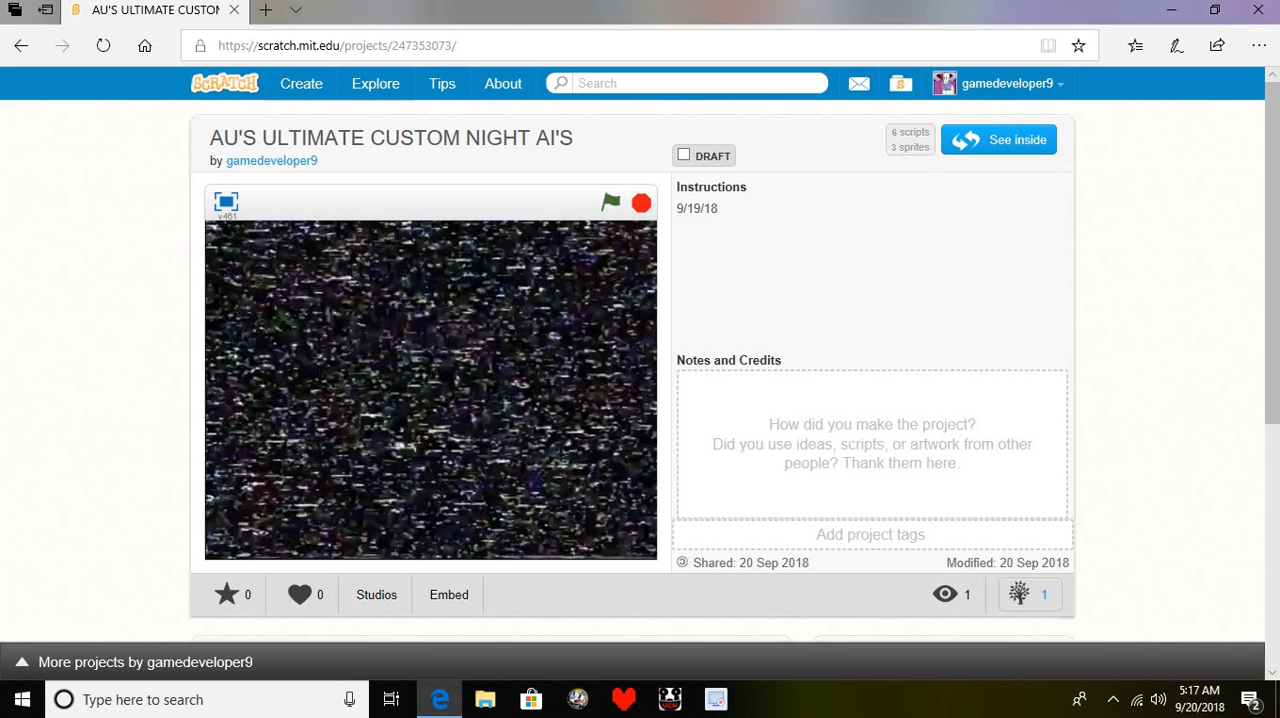 AU'S ULTIMATE CUSTOM
https://scratch.mit.edu/projects/247353073/
SCRATCH
Create
Explore
Tips
About
Search
gamedeveloper9
AU'S ULTIMATE CUSTOM NIGHT AI'S
by gamedeveloper9
DRAFT
6 scripts
3 sprites
See inside
v461
Instructions
9/19/18
Notes and Credits
How did you make the project?
Did you use ideas, scripts, or artwork from other
people? Thank them here.
Add project tags.
Shared: 20 Sep 2018
Modified: 20 Sep 2018
0
0
Studios
Embed
1
1
More projects by gamedeveloper9
Type here to search
UCN
5:17 AM
9/20/2018
2